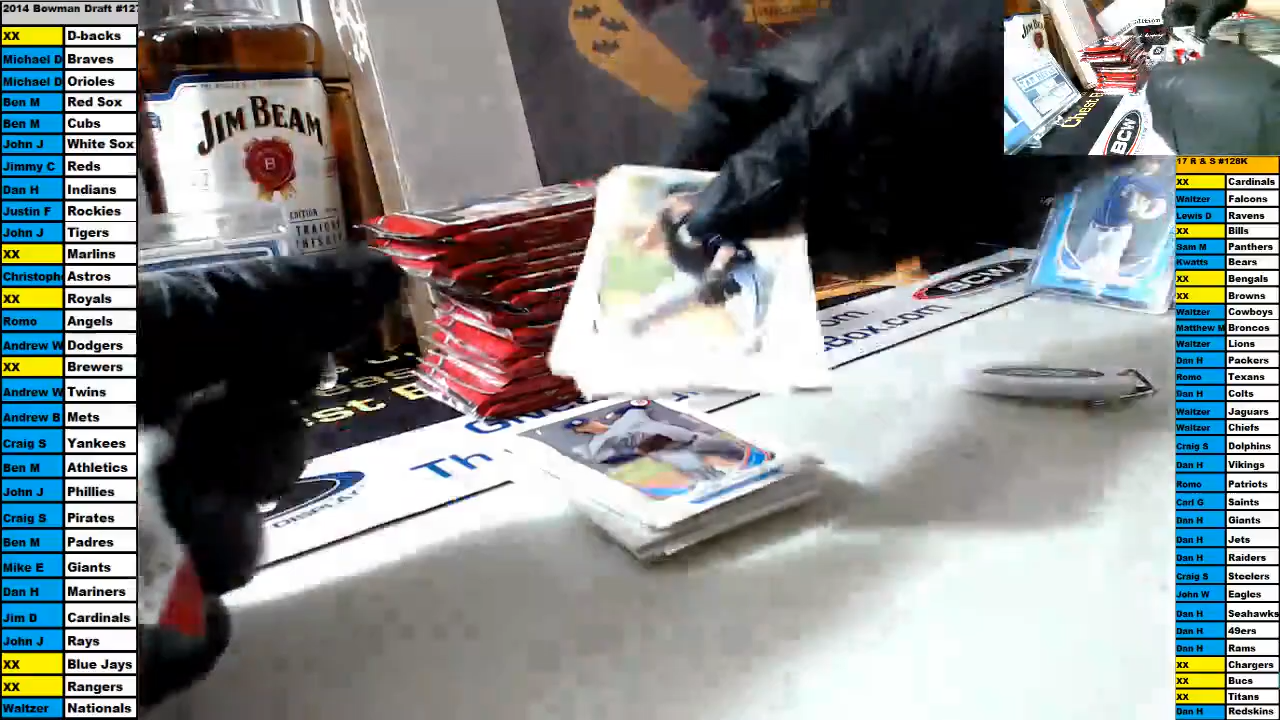 2014 Bowman Draft #127
XX D-backs
Michael D Braves
Michael D Orioles
Ben M Red Sox
Ben M Cubs
John J White Sox
Jimmy C Reds
Dan H Indians
Justin F Rockies
John J Tigers
XX Marlins
Christoph Astros
XX Royals
Romo Angels
Andrew W Dodgers
XX Brewers
Andrew W Twins
Andrew B Mets
Craig S Yankees
Ben M Athletics
John J Phillies
Craig S Pirates
Ben M Padres
Mike E Giants
Dan H Mariners
Jim D Cardinals
John J Rays
XX Blue Jays
XX Rangers
Waltzer Nationals
JIM BEAM
B
EDITION
DISPLAY
Th
BCW
Box.com
BCW
17 R & S #128K
XX Cardinals
Waltzer Falcons
Lewis D Ravens
XX Bills
Sam M Panthers
Kwatts Bears
XX Bengals
XX Browns
Waltzer Cowboys
Matthew M Broncos
Waltzer Lions
Dan H Packers
Romo Texans
Dan H Colts
Waltzer Jaguars
Waltzer Chiefs
Craig S Dolphins
Dan H Vikings
Romo Patriots
Carl G Saints
Dan H Giants
Dan H Jets
Dan H Raiders
Craig S Steelers
John W Eagles
Dan H Seahawks
Dan H 49ers
Dan H Rams
XX Chargers
XX Bucs
XX Titans
Dan H Redskins